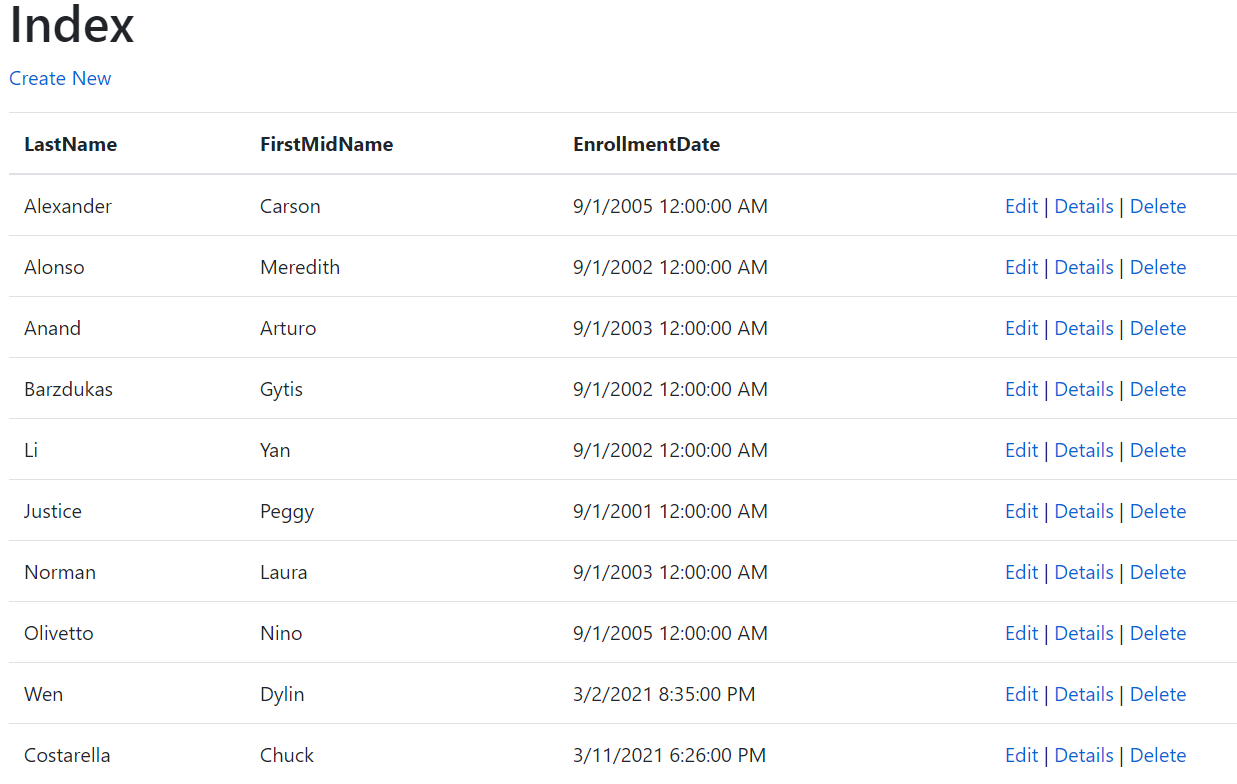 Index
Create New
LastName FirstMidName EnrollmentDate
Alexander Carson 9/1/2005 12:00:00 AM Edit | Details | Delete
Alonso Meredith 9/1/2002 12:00:00 AM Edit | Details | Delete
Anand Arturo 9/1/2003 12:00:00 AM Edit | Details | Delete
Barzdukas Gytis 9/1/2002 12:00:00 AM Edit | Details | Delete
Li Yan 9/1/2002 12:00:00 AM Edit | Details | Delete
Justice Peggy 9/1/2001 12:00:00 AM Edit | Details | Delete
Norman Laura 9/1/2003 12:00:00 AM Edit | Details | Delete
Olivetto Nino 9/1/2005 12:00:00 AM Edit | Details | Delete
Wen Dylin 3/2/2021 8:35:00 PM Edit | Details | Delete
Costarella Chuck 3/11/2021 6:26:00 PM Edit | Details | Delete